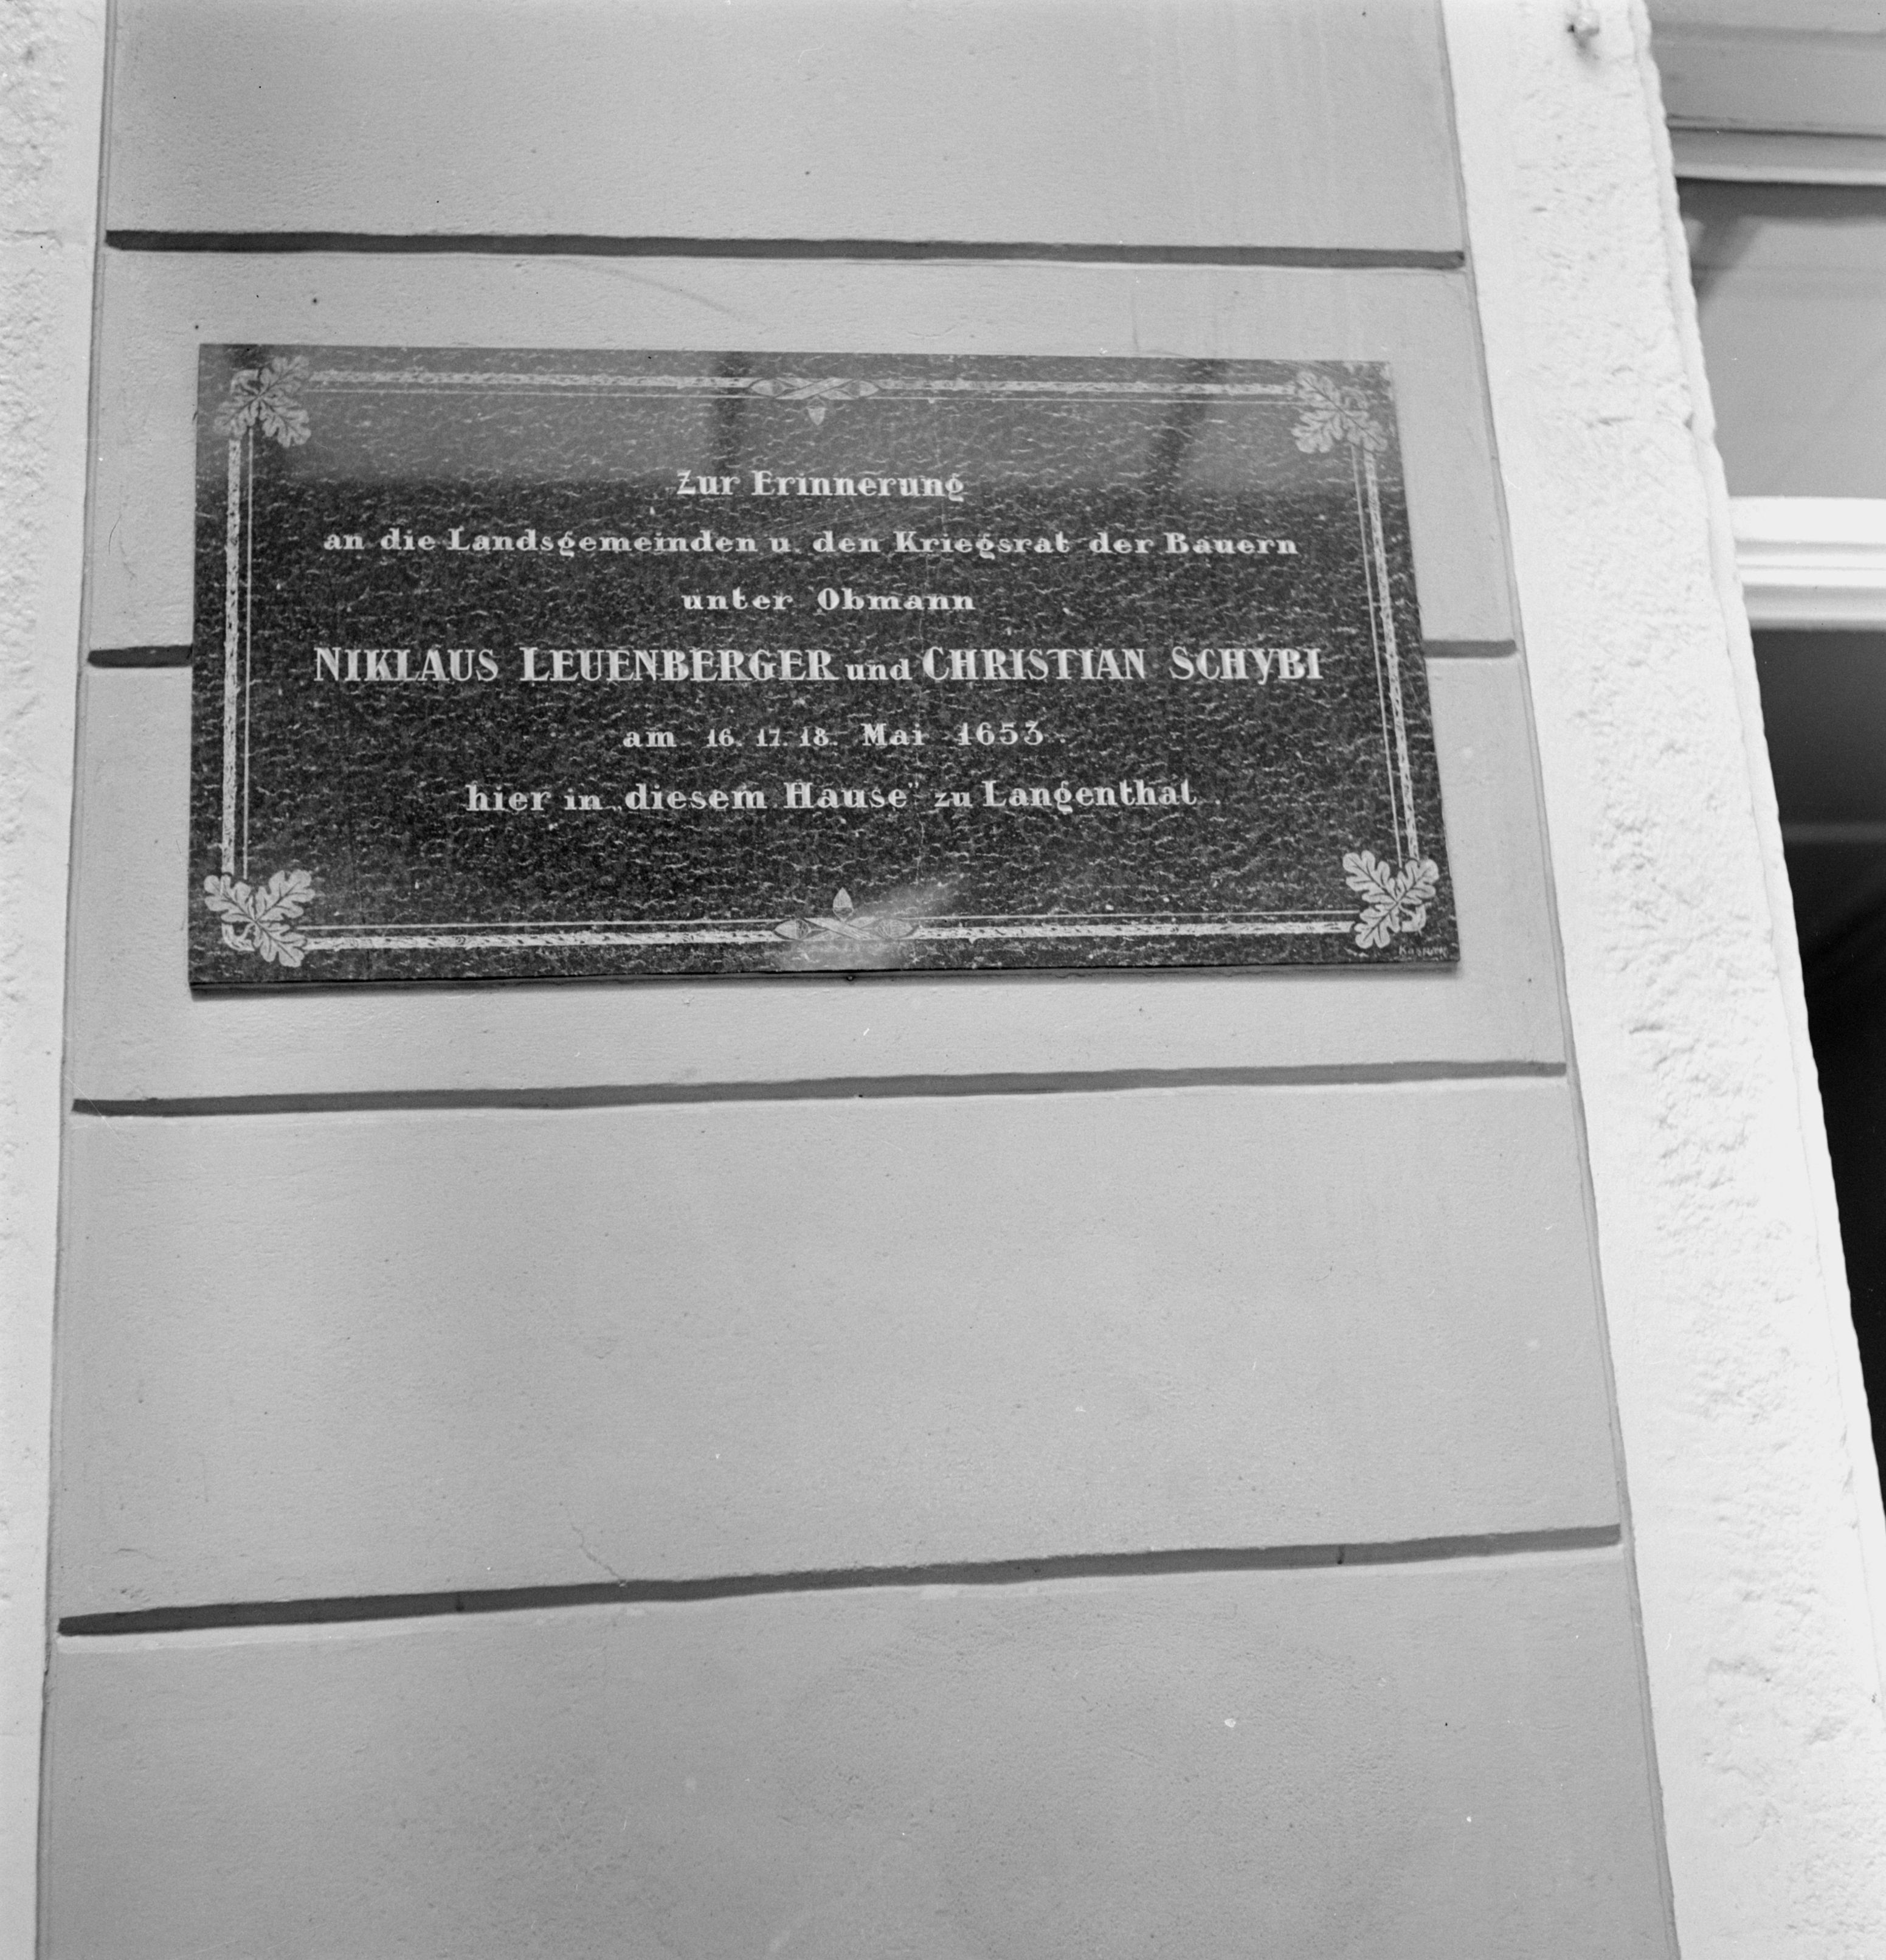 Zur Erinnerung
an die Landsgemeinden u. den Kriegsrat der Bauern
unter Obmann
NIKLAUS LEUENBERGER und CHRISTIAN SCHYBI
am 16. 17. 18. Mai 1653.
hier in „diesem Hause" zu Langenthal.